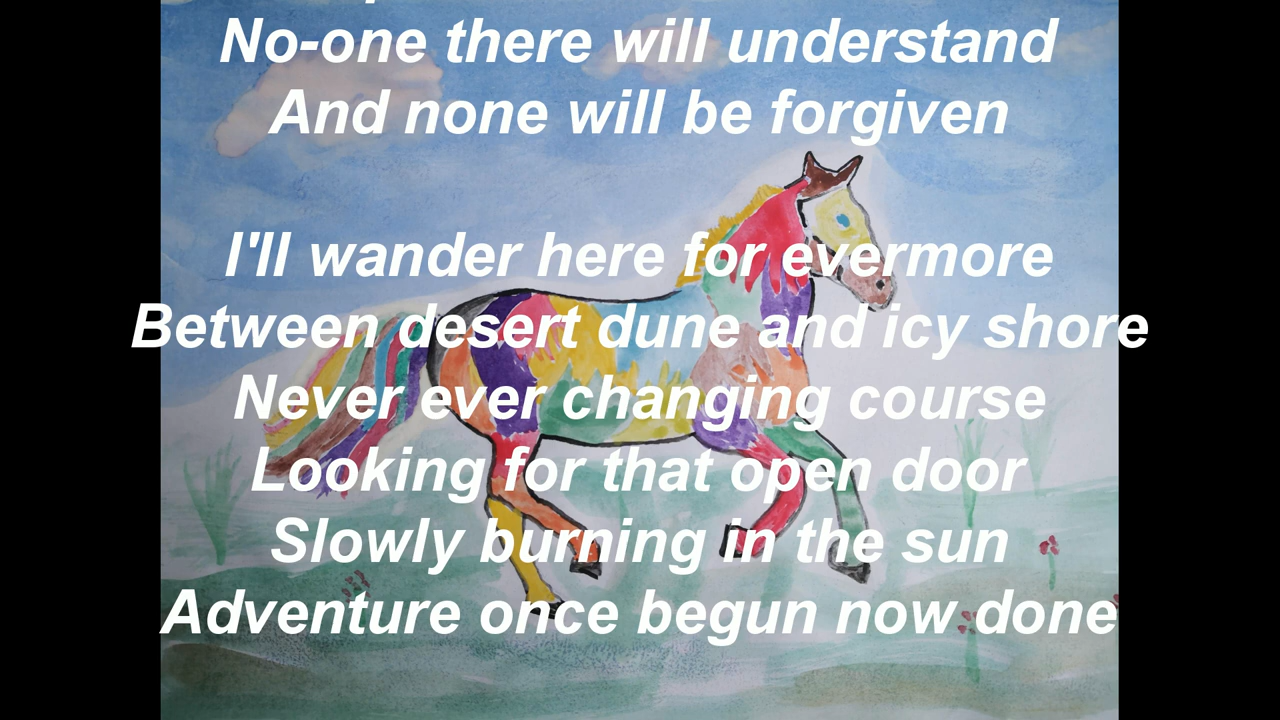 No-one there will understand
And none will be forgiven
I'll wander here for evermore
Between desert dune and icy shore
Never ever changing course
Looking for that open door
Slowly burning in the sun
Adventure once begun now done